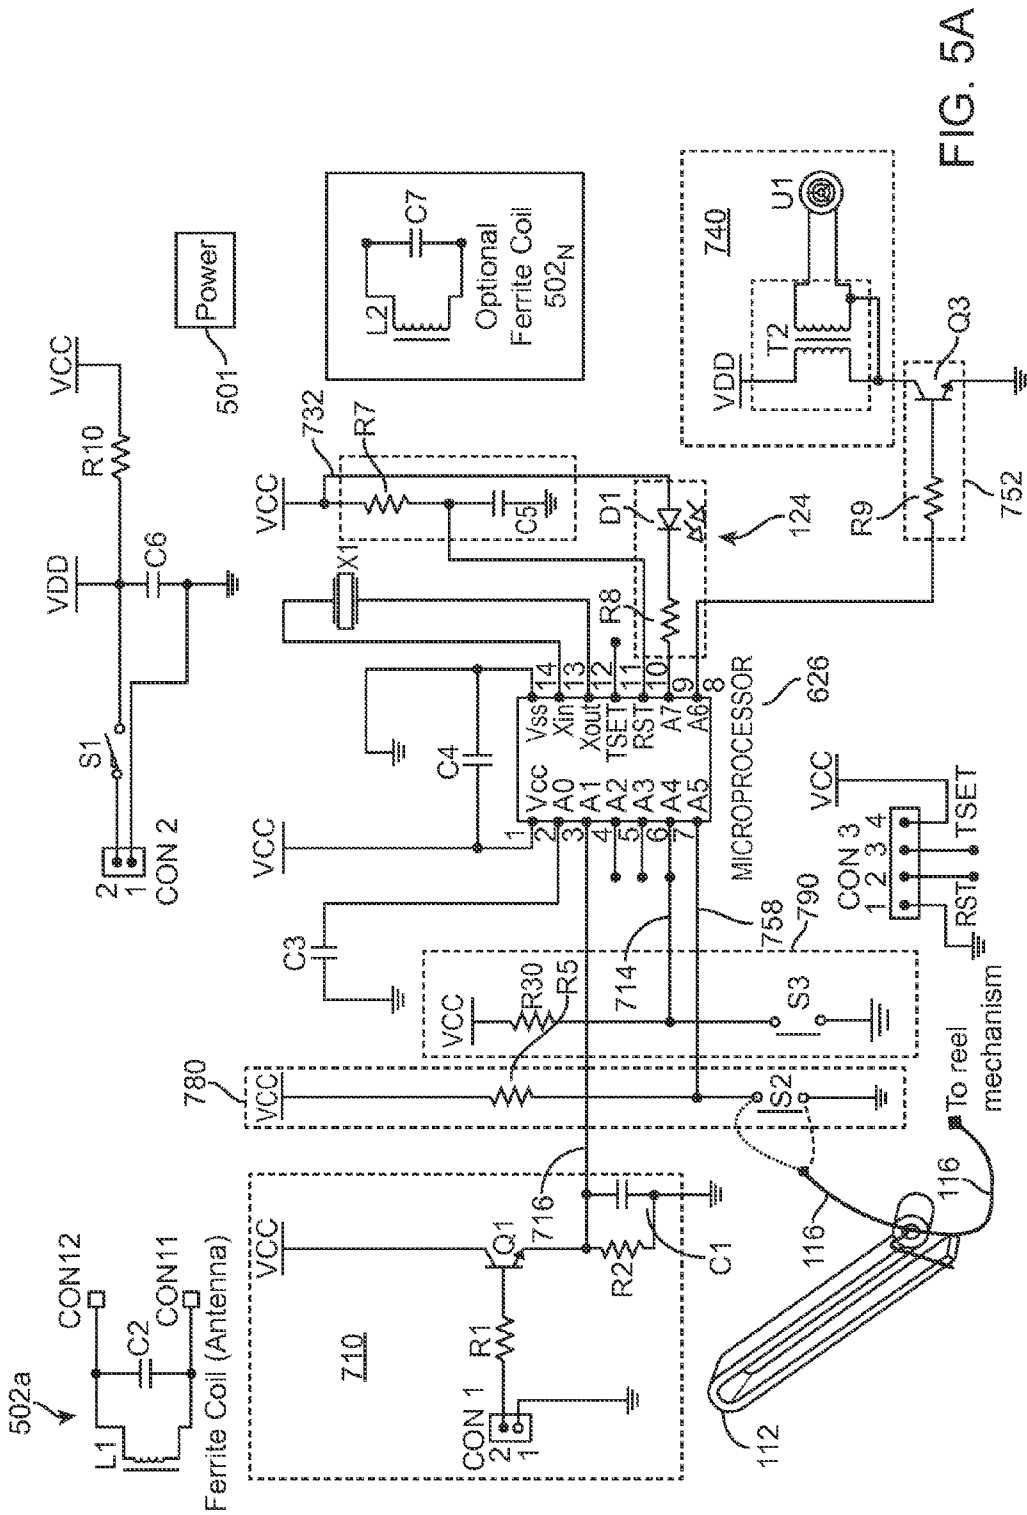 502a
CON12
L1
C2
CON11
Ferrite Coil (Antenna)
2
1
CON 2
S1
VDD
C6
R10
VCC
501
Power
L2
C7
Optional
Ferrite Coil
502N
VCC
710
CON 1
2
1
R1
Q1
716
R2
C1
780
VCC
R5
S2
VCC
R30
714
S3
758
790
C3
VCC
C4
X1
VCC
732
R7
C5
1
2
3
4
5
6
7
Vcc
A0
A1
A2
A3
A4
A5
Vss
Xin
Xout
TSET
RST
A7
A6
14
13
12
11
10
9
8
MICROPROCESSOR
626
R8
D1
124
VDD
T2
740
U1
R9
Q3
752
VCC
CON 3
1
2
3
4
RST
TSET
112
116
116
To reel
mechanism
FIG. 5A